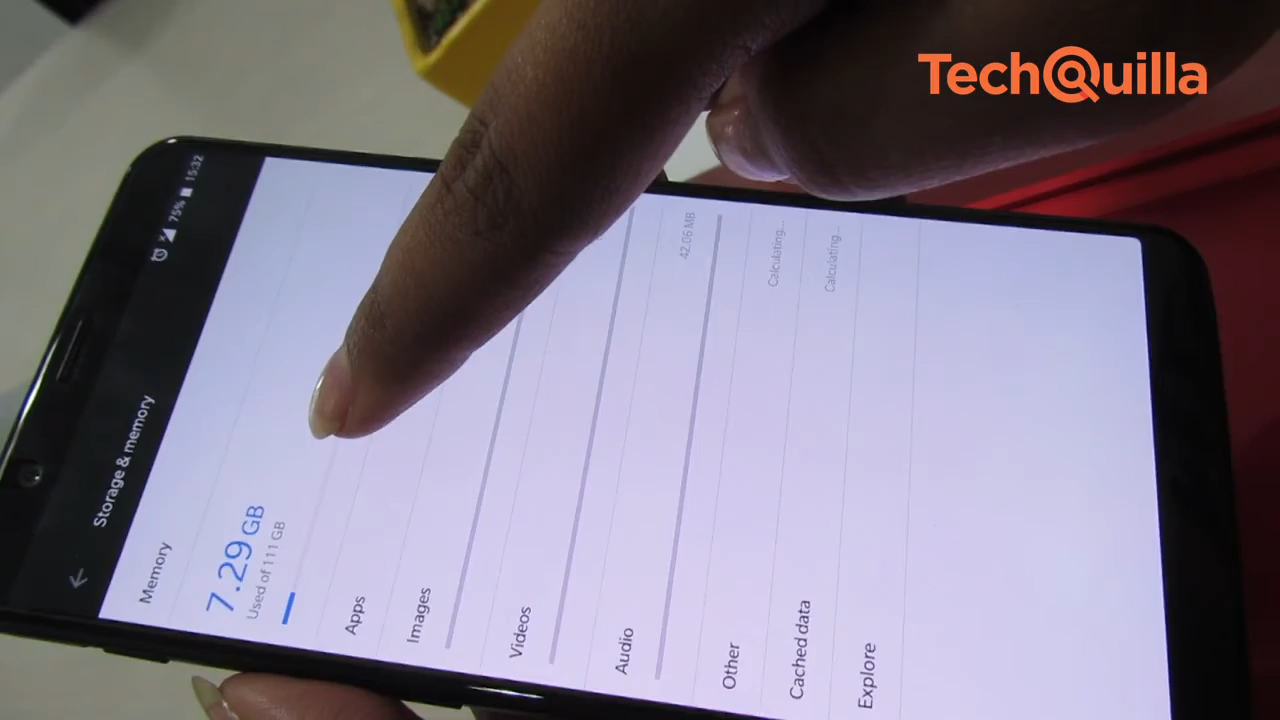 TechQuilla
75% 15:32
Storage & memory
Memory
7.29 GB
Used of 111 GB
Apps
Images
Videos
Audio
42.06 MB
Other
Calculating...
Cached data
Calculating...
Explore